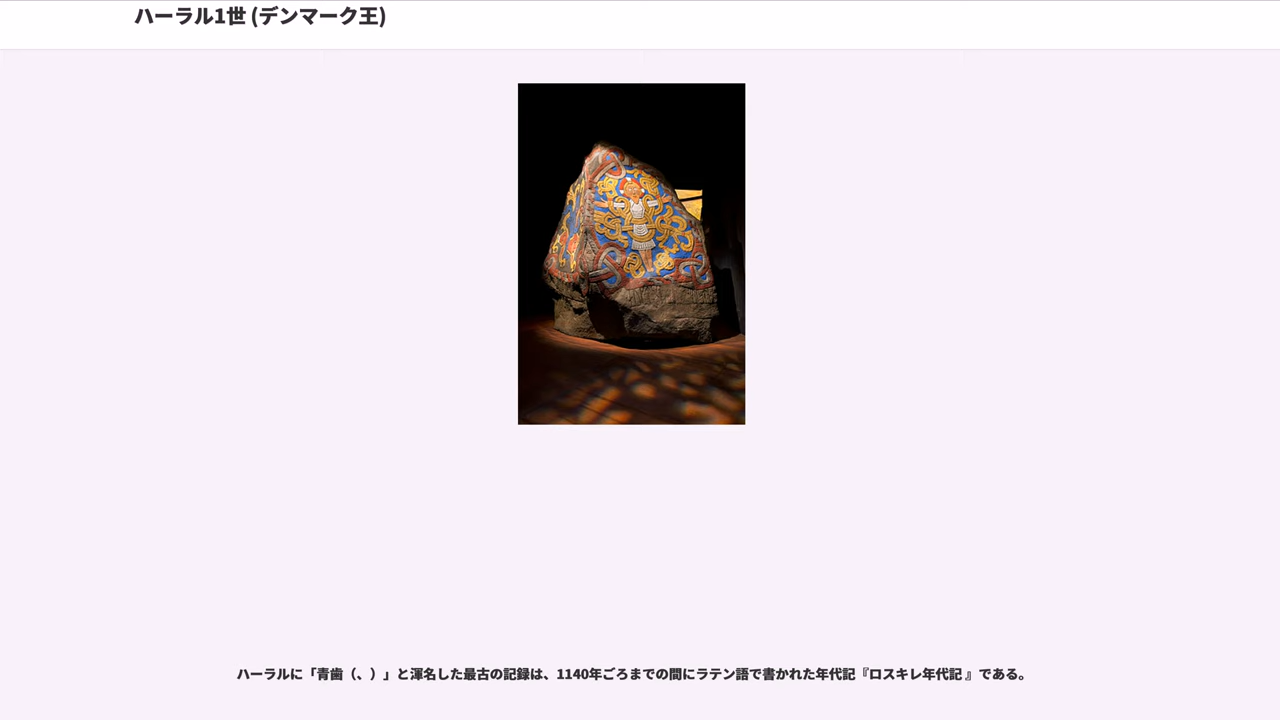 ハーラル1世 (デンマーク王)
ハーラルに「青歯（、）」と渾名した最古の記録は、1140年ごろまでの間にラテン語で書かれた年代記『ロスキレ年代記 』である。